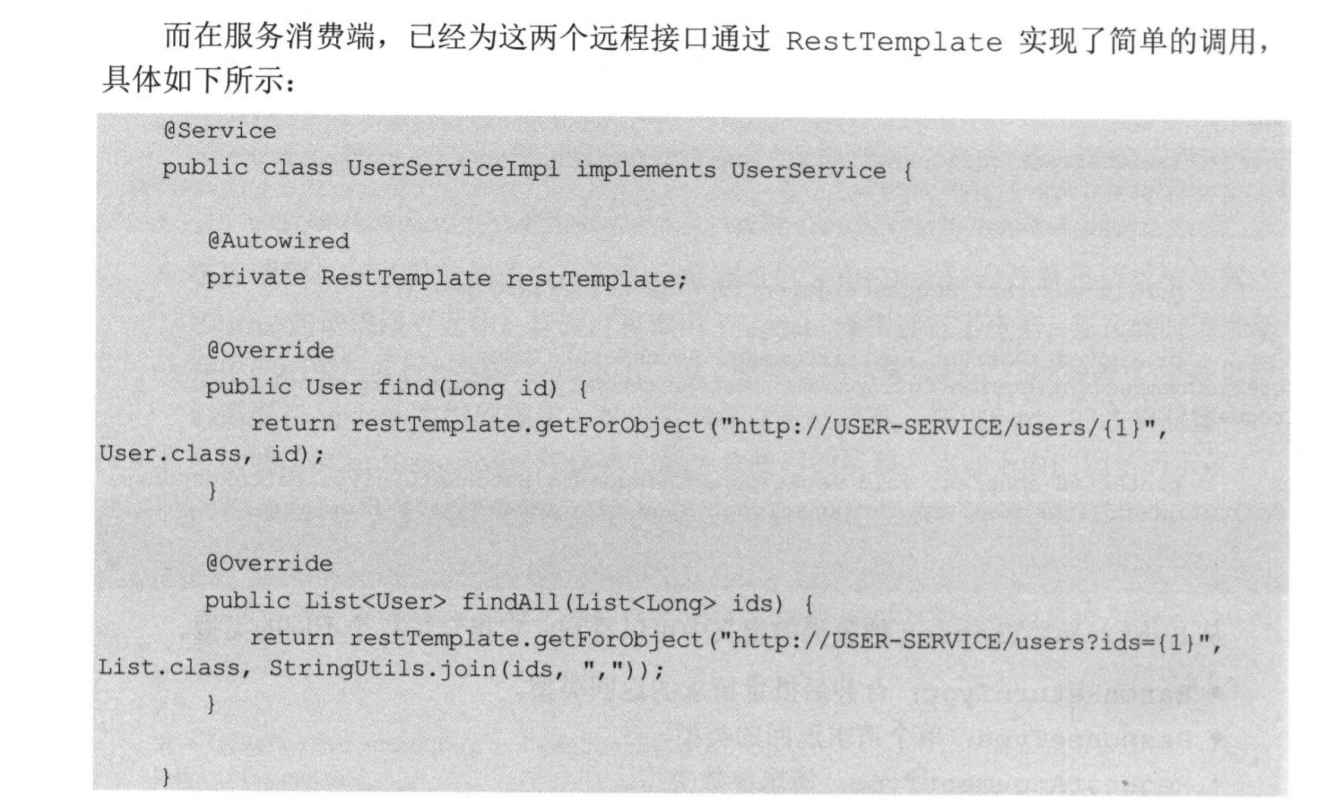 而在服务消费端，已经为这两个远程接口通过 RestTemplate 实现了简单的调用，
具体如下所示：
@Service
public class UserServiceImpl implements UserService {
@Autowired
private RestTemplate restTemplate;
@Override
public User find(Long id) {
return restTemplate.getForObject("http://USER-SERVICE/users/{1}",
User.class, id);
}
@Override
public List<User> findAll(List<Long> ids) {
return restTemplate.getForObject("http://USER-SERVICE/users?ids={1}",
List.class, StringUtils.join(ids, ","));
}
}